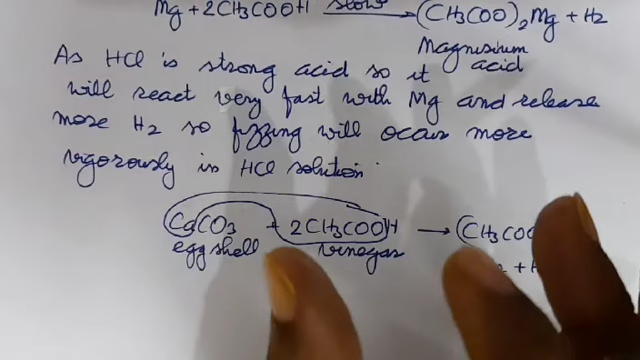 Mg + 2CH3COOH slow → (CH3COO)2Mg + H2
Magnesium
acid
As HCl is strong acid so it
will react very fast with Mg and release
more H2 so fizzing will occur more
vigorously in HCl solution.
CaCO3 + 2CH3COOH → (CH3COO
egg shell vinegar + H